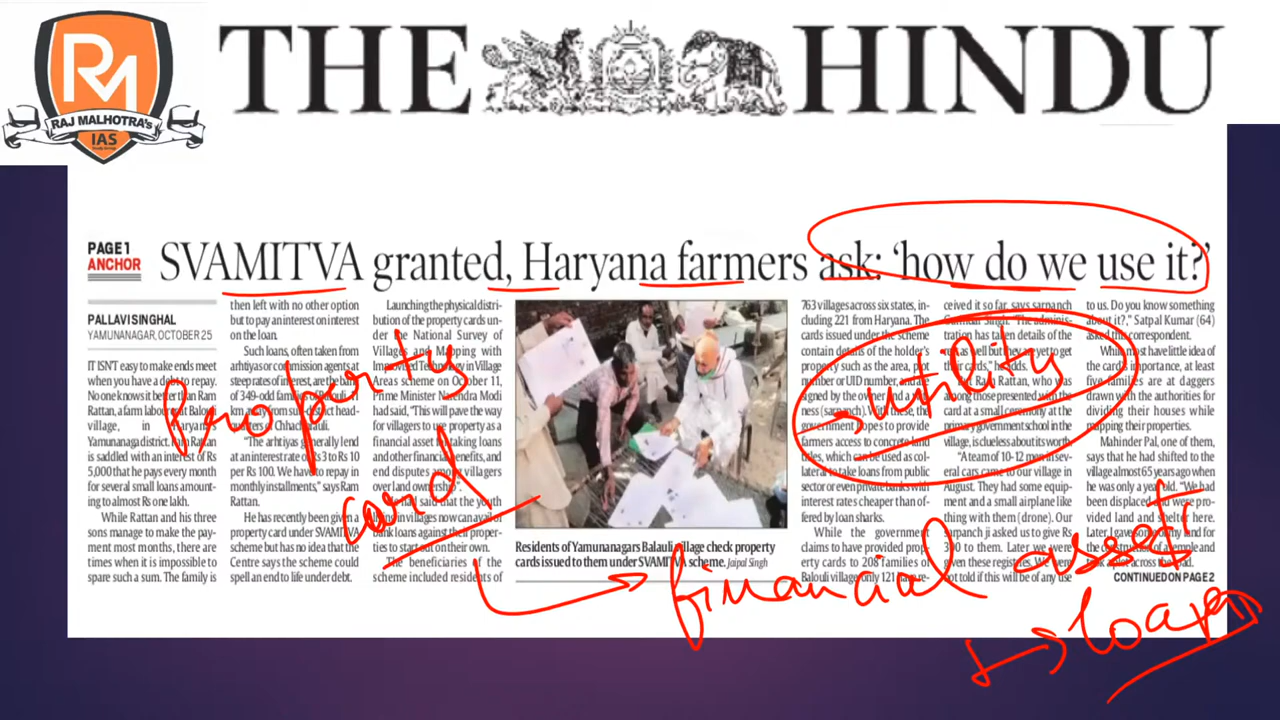 RM
RAJ MALHOTRA'S
IAS
THE HINDU
PAGE 1
ANCHOR
SVAMITVA granted, Haryana farmers ask: 'how do we use it?'
PALLAVI SINGHAL
YAMUNANAGAR, OCTOBER 25
IT ISN'T easy to make ends meet
when you have a debt to repay.
No one knows it better than Ram
Rattan, a farm labourer at Balouli
village, in Haryana's
Yamunanaga district. Ram Rattan
is saddled with an interest of Rs
5,000 that he pays every month
for several small loans amount-
ing to almost Rs one lakh.
While Rattan and his three
sons manage to make the pay-
ment most months, there are
times when it is impossible to
spare such a sum. The family is
then left with no other option
but to pay an interest on interest
on the loan.
Such loans, often taken from
arhtiyas or commission agents at
steep rates of interest, are the bane
of 349-odd families
from sub
Chhachhrauli.
"The arhtiyas generally lend
at an interest rate of Rs 3 to Rs 10
per Rs 100. We have to repay in
monthly installments," says Ram
Rattan.
He has recently been given a
property card under SVAMITVA
scheme but has no idea that the
Centre says the scheme could
spell an end to life under debt.
Launching the physical distri-
bution of the property cards un-
der the National Survey of
Villages and Mapping with
Improvised Technology in Village
Areas scheme on October 11,
Prime Minister Narendra Modi
had said, "This will pave the way
for villagers to use property as a
financial asset taking loans
and other financial benefits, and
end disputes among villagers
over land ownership."
He had said that the youth
in villages now can avail
bank loans against their proper-
ties to start on their own.
The beneficiaries of the
scheme included residents of
Residents of Yamunanagars Balauli village check property
cards issued to them under SVAMITVA scheme. Jaipal Singh
763 villages across six states, in-
cluding 221 from Haryana. The
cards issued under the scheme
contain details of the holder's
property such as the area, plot
number or UID number, and are
signed by the owner and a wit-
ness (sarpanch). With these, the
government hopes to provide
farmers access to concrete land
titles, which can be used as col-
lateral to take loans from public
sector or even private banks with
interest rates cheaper than of-
fered by loan sharks.
While the government
claims to have provided prop-
erty cards to 208 families of
Balouli village, only 121 have re-
ceived it so far, says sarpanch
Singh. "The adminis-
tration has taken details of the
rest as well but they are yet to get
their cards," he adds.
But Ram Rattan, who was
among those presented with the
card at a small ceremony at the
primary government school in the
village, is clueless about its worth.
"A team of 10-12 men in sev-
eral cars came to our village in
August. They had some equip-
ment and a small airplane like
thing with them (drone). Our
sarpanch ji asked us to give Rs
to them. Later we were
given these registries. We were
not told if this will be of any use
to us. Do you know something
about it?," Satpal Kumar (64)
asked this correspondent.
While most have little idea of
the card's importance, at least
five families are at daggers
drawn with the authorities for
dividing their houses while
mapping their properties.
Mahinder Pal, one of them,
says that he had shifted to the
village almost 65 years ago when
he was only a year old. "We had
been displaced and were pro-
vided land and shelter here.
Later, I gave some of my land for
the construction of a temple and
across the road.
CONTINUED ON PAGE 2
Property
card
utility
financial assets
loan